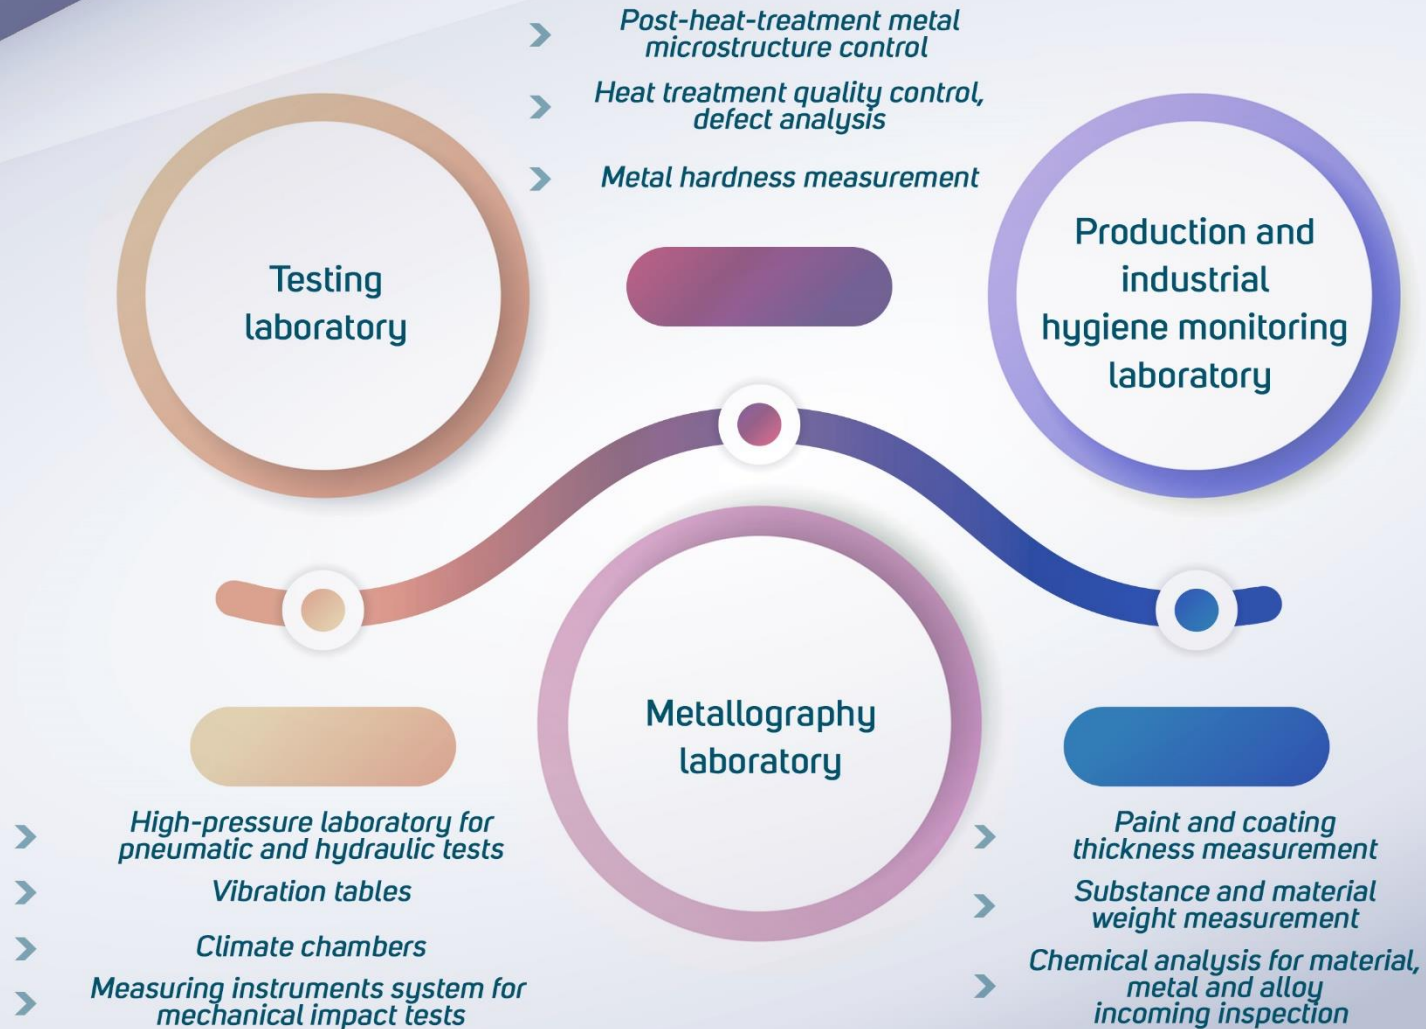 Post-heat-treatment metal
microstructure control
Heat treatment quality control,
defect analysis
Metal hardness measurement
Testing
laboratory
Production and
industrial
hygiene monitoring
laboratory
Metallography
laboratory
High-pressure laboratory for
pneumatic and hydraulic tests
Vibration tables
Climate chambers
Measuring instruments system for
mechanical impact tests
Paint and coating
thickness measurement
Substance and material
weight measurement
Chemical analysis for material,
metal and alloy
incoming inspection